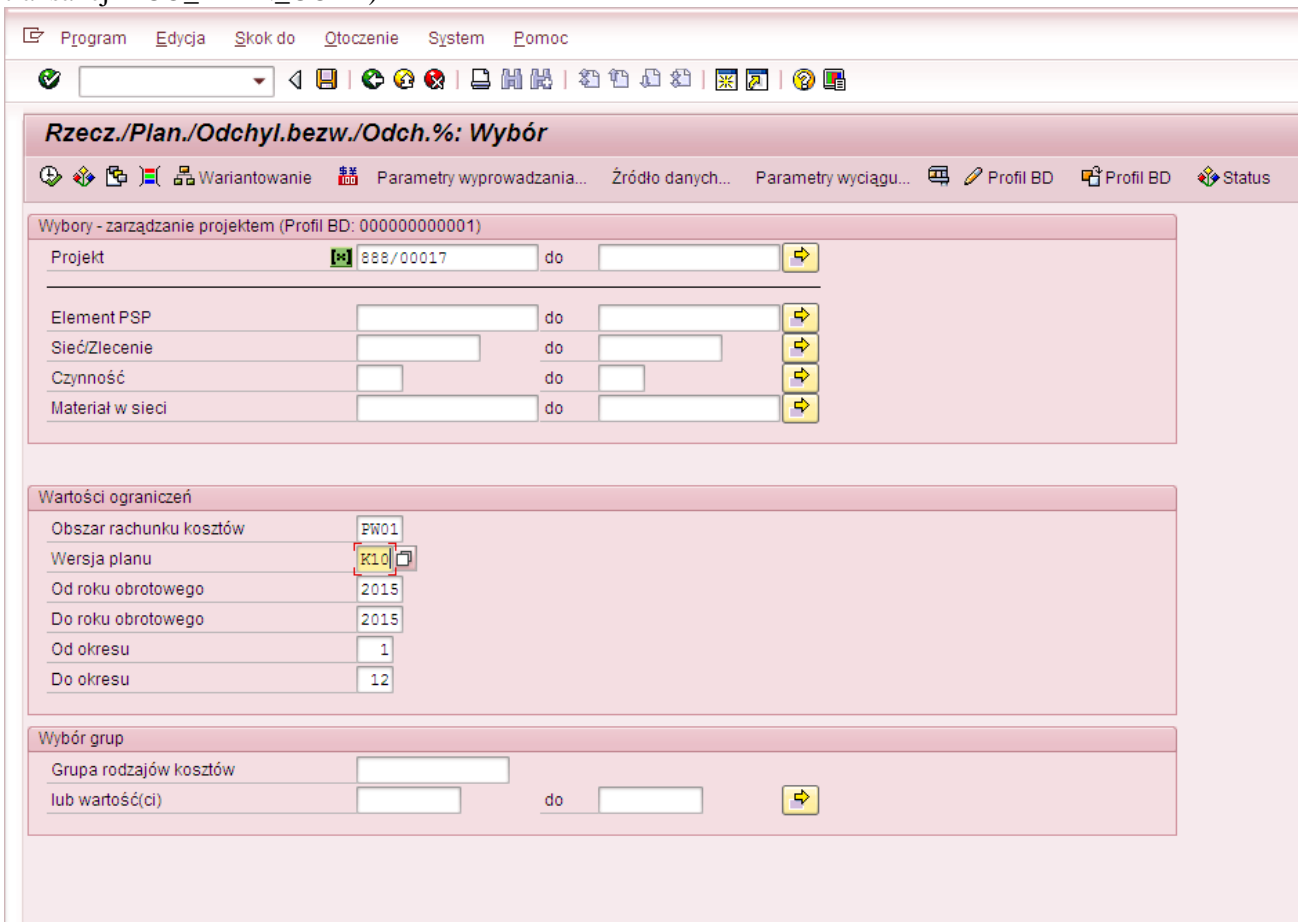 Program Edycja Skok do Otoczenie System Pomoc
Rzecz./Plan./Odchyl.bezw./Odch.%: Wybór
Wariantowanie Parametry wyprowadzania... Źródło danych... Parametry wyciągu... Profil BD Profil BD Status
Wybory - zarządzanie projektem (Profil BD: 000000000001)
Projekt 888/00017 do
Element PSP do
Sieć/Zlecenie do
Czynność do
Materiał w sieci do
Wartości ograniczeń
Obszar rachunku kosztów PW01
Wersja planu K10
Od roku obrotowego 2015
Do roku obrotowego 2015
Od okresu 1
Do okresu 12
Wybór grup
Grupa rodzajów kosztów
lub wartość(ci) do